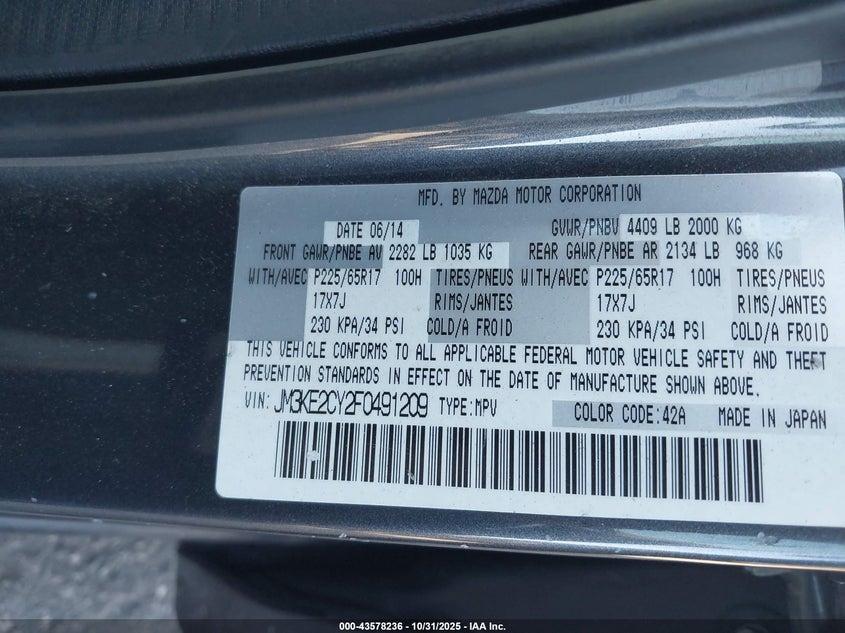 MFD. BY MAZDA MOTOR CORPORATION
DATE 06/14 GVWR/PNBV 4409 LB 2000 KG
FRONT GAWR/PNBE AV 2282 LB 1035 KG REAR GAWR/PNBE AR 2134 LB 968 KG
WITH/AVEC P225/65R17 100H TIRES/PNEUS WITH/AVEC P225/65R17 100H TIRES/PNEUS
17X7J RIMS/JANTES 17X7J RIMS/JANTES
230 KPA/34 PSI COLD/A FROID 230 KPA/34 PSI COLD/A FROID
THIS VEHICLE CONFORMS TO ALL APPLICABLE FEDERAL MOTOR VEHICLE SAFETY AND THEFT
PREVENTION STANDARDS IN EFFECT ON THE DATE OF MANUFACTURE SHOWN ABOVE.
VIN: JM3KE2CY2F0491209 TYPE:MPV COLOR CODE:42A MADE IN JAPAN
000-43578236 - 10/31/2025 - IAA Inc.